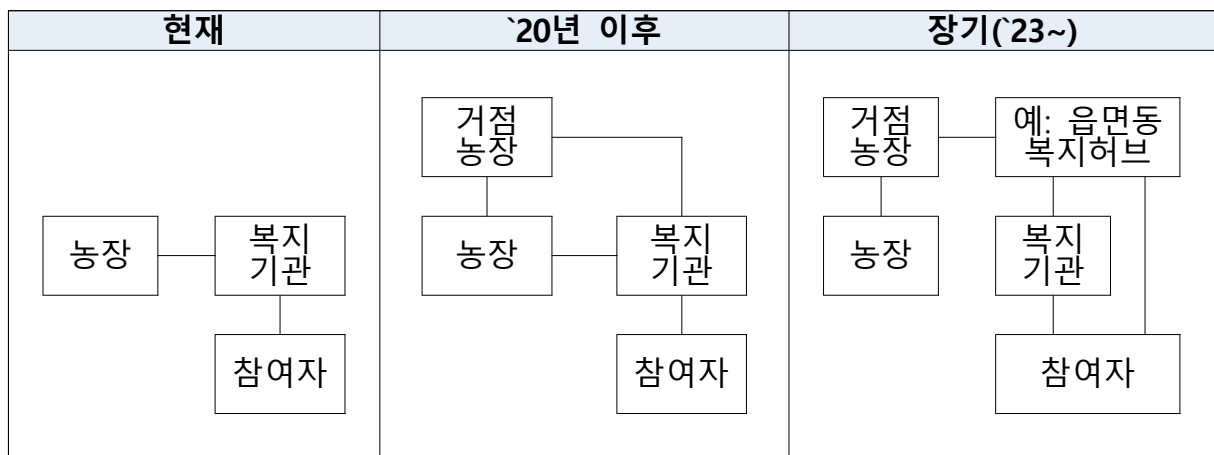 현재
`20년 이후
장기(`23~)
농장
복지
기관
참여자
거점
농장
농장
복지
기관
참여자
거점
농장
예: 읍면동
복지허브
농장
복지
기관
참여자